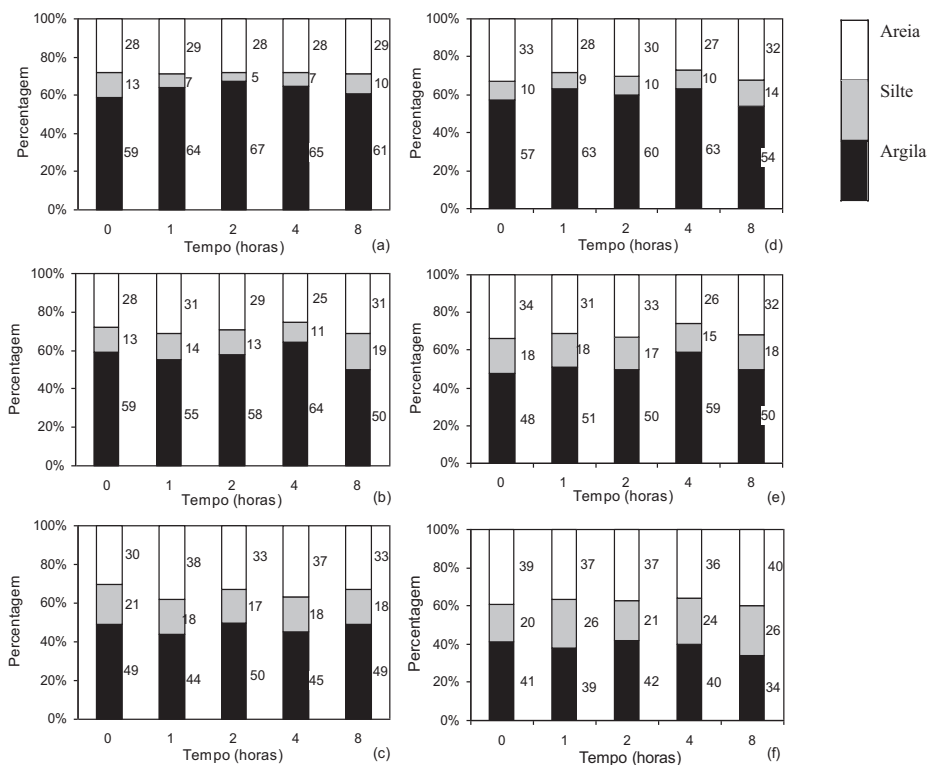 100%
80%
60%
40%
20%
0%
Percentagem
28 29 28 28 29
13 7 5 7 10
59 64 67 65 61
0 1 2 4 8
Tempo (horas) (a)
100%
80%
60%
40%
20%
0%
Percentagem
33 28 30 27 32
10 9 10 10 14
57 63 60 63 54
0 1 2 4 8
Tempo (horas) (d)
Areia
Silte
Argila
100%
80%
60%
40%
20%
0%
Percentagem
28 31 29 25 31
13 14 13 11 19
59 55 58 64 50
0 1 2 4 8
Tempo (horas) (b)
100%
80%
60%
40%
20%
0%
Percentagem
34 31 33 26 32
18 18 17 15 18
48 51 50 59 50
0 1 2 4 8
Tempo (horas) (e)
100%
80%
60%
40%
20%
0%
Percentagem
30 38 33 37 33
21 18 17 18 18
49 44 50 45 49
0 1 2 4 8
Tempo (horas) (c)
100%
80%
60%
40%
20%
0%
Percentagem
39 37 37 36 40
20 26 21 24 26
41 39 42 40 34
0 1 2 4 8
Tempo (horas) (f)